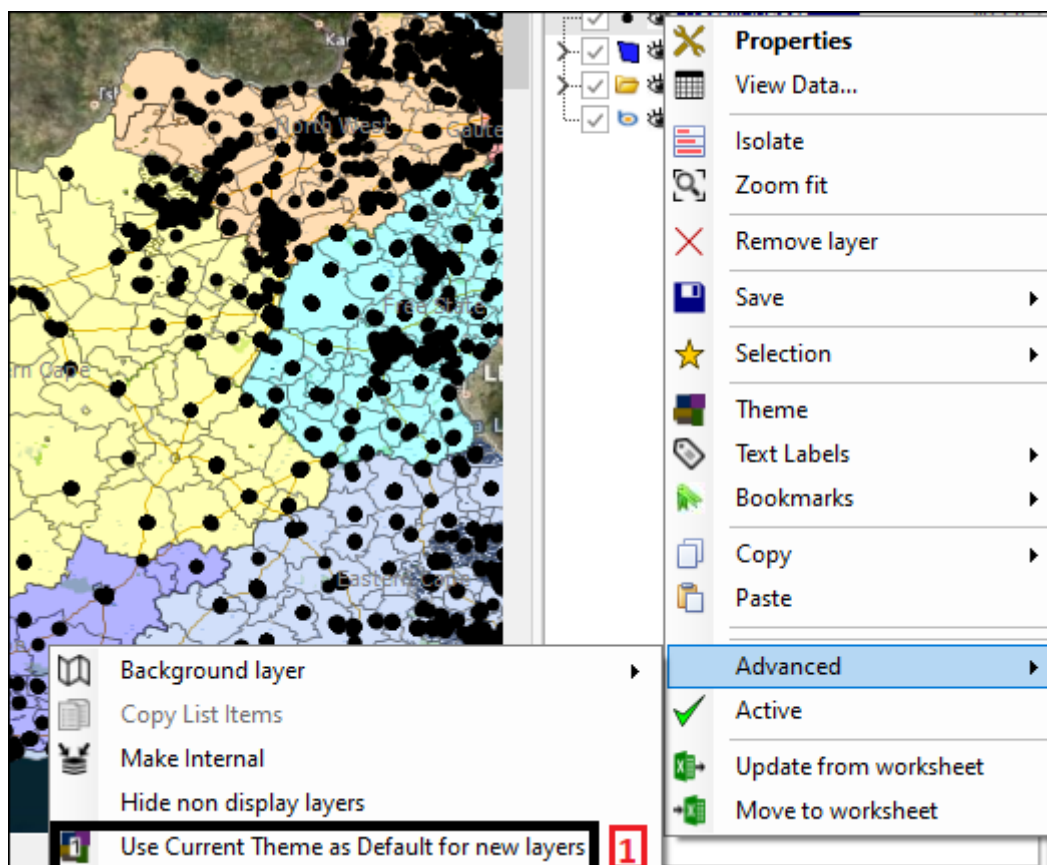 North West
Free State
Eastern Cape
Properties
View Data...
Isolate
Zoom fit
Remove layer
Save
Selection
Theme
Text Labels
Bookmarks
Copy
Paste
Advanced
Active
Update from worksheet
Move to worksheet
Background layer
Copy List Items
Make Internal
Hide non display layers
Use Current Theme as Default for new layers
1